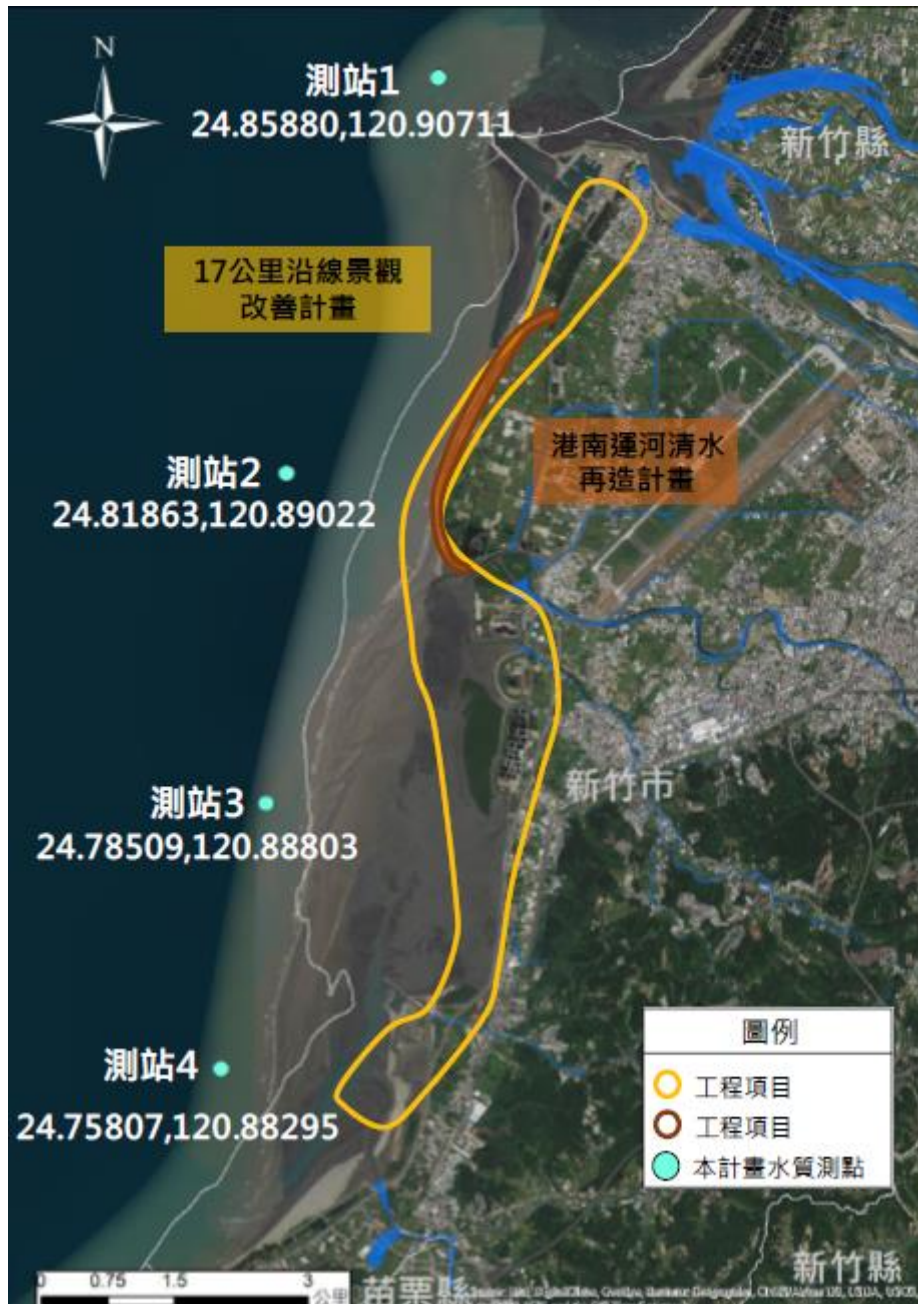 N
測站1
24.85880,120.90711
新竹縣
17公里沿線景觀
改善計畫
港南運河清水
再造計畫
測站2
24.81863,120.89022
測站3
24.78509,120.88803
新竹市
測站4
24.75807,120.88295
圖例
工程項目
工程項目
本計畫水質測點
新竹縣
0 0.75 1.5 3
公里
苗栗縣